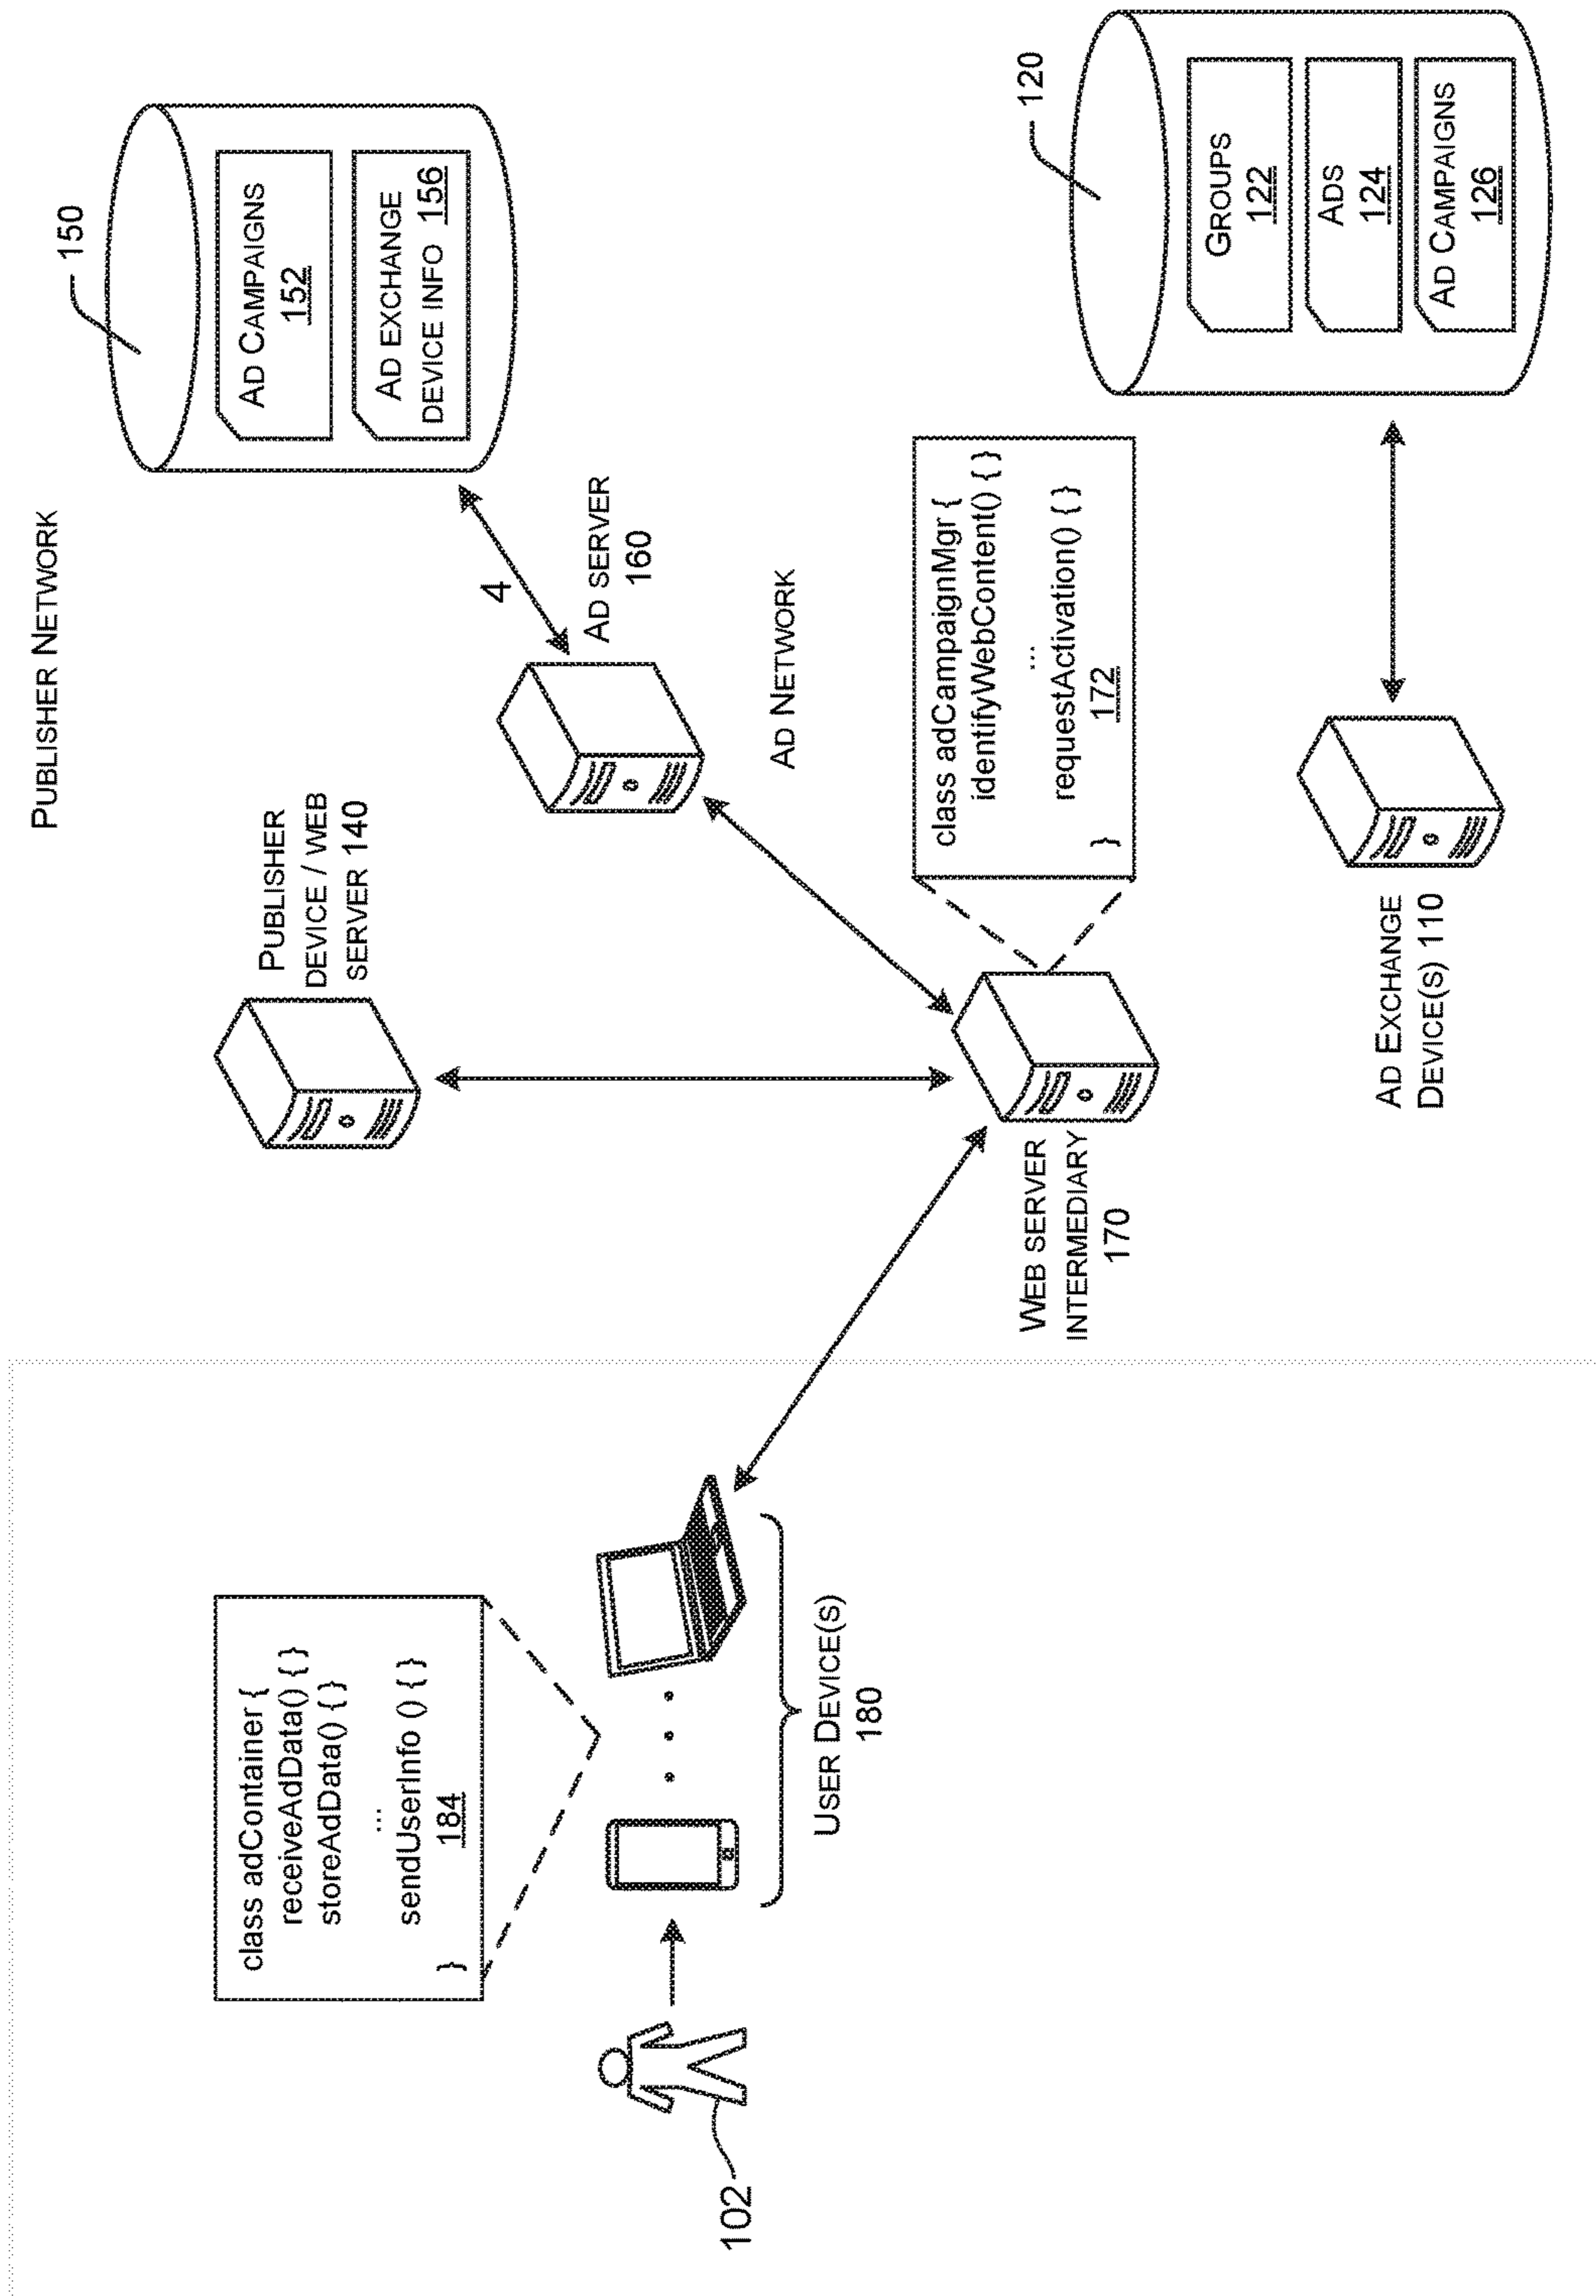 PUBLISHER NETWORK
150
AD CAMPAIGNS
152
AD EXCHANGE
DEVICE INFO 156
PUBLISHER
DEVICE / WEB
SERVER 140
4
AD SERVER
160
AD NETWORK
class adContainer {
receiveAdData() { }
storeAdData() { }
...
sendUserInfo () { }
} 184
102
USER DEVICE(S)
180
WEB SERVER
INTERMEDIARY
170
class adCampaignMgr {
identifyWebContent() { }
...
requestActivation() { }
} 172
120
GROUPS
122
ADS
124
AD CAMPAIGNS
126
AD EXCHANGE
DEVICE(S) 110